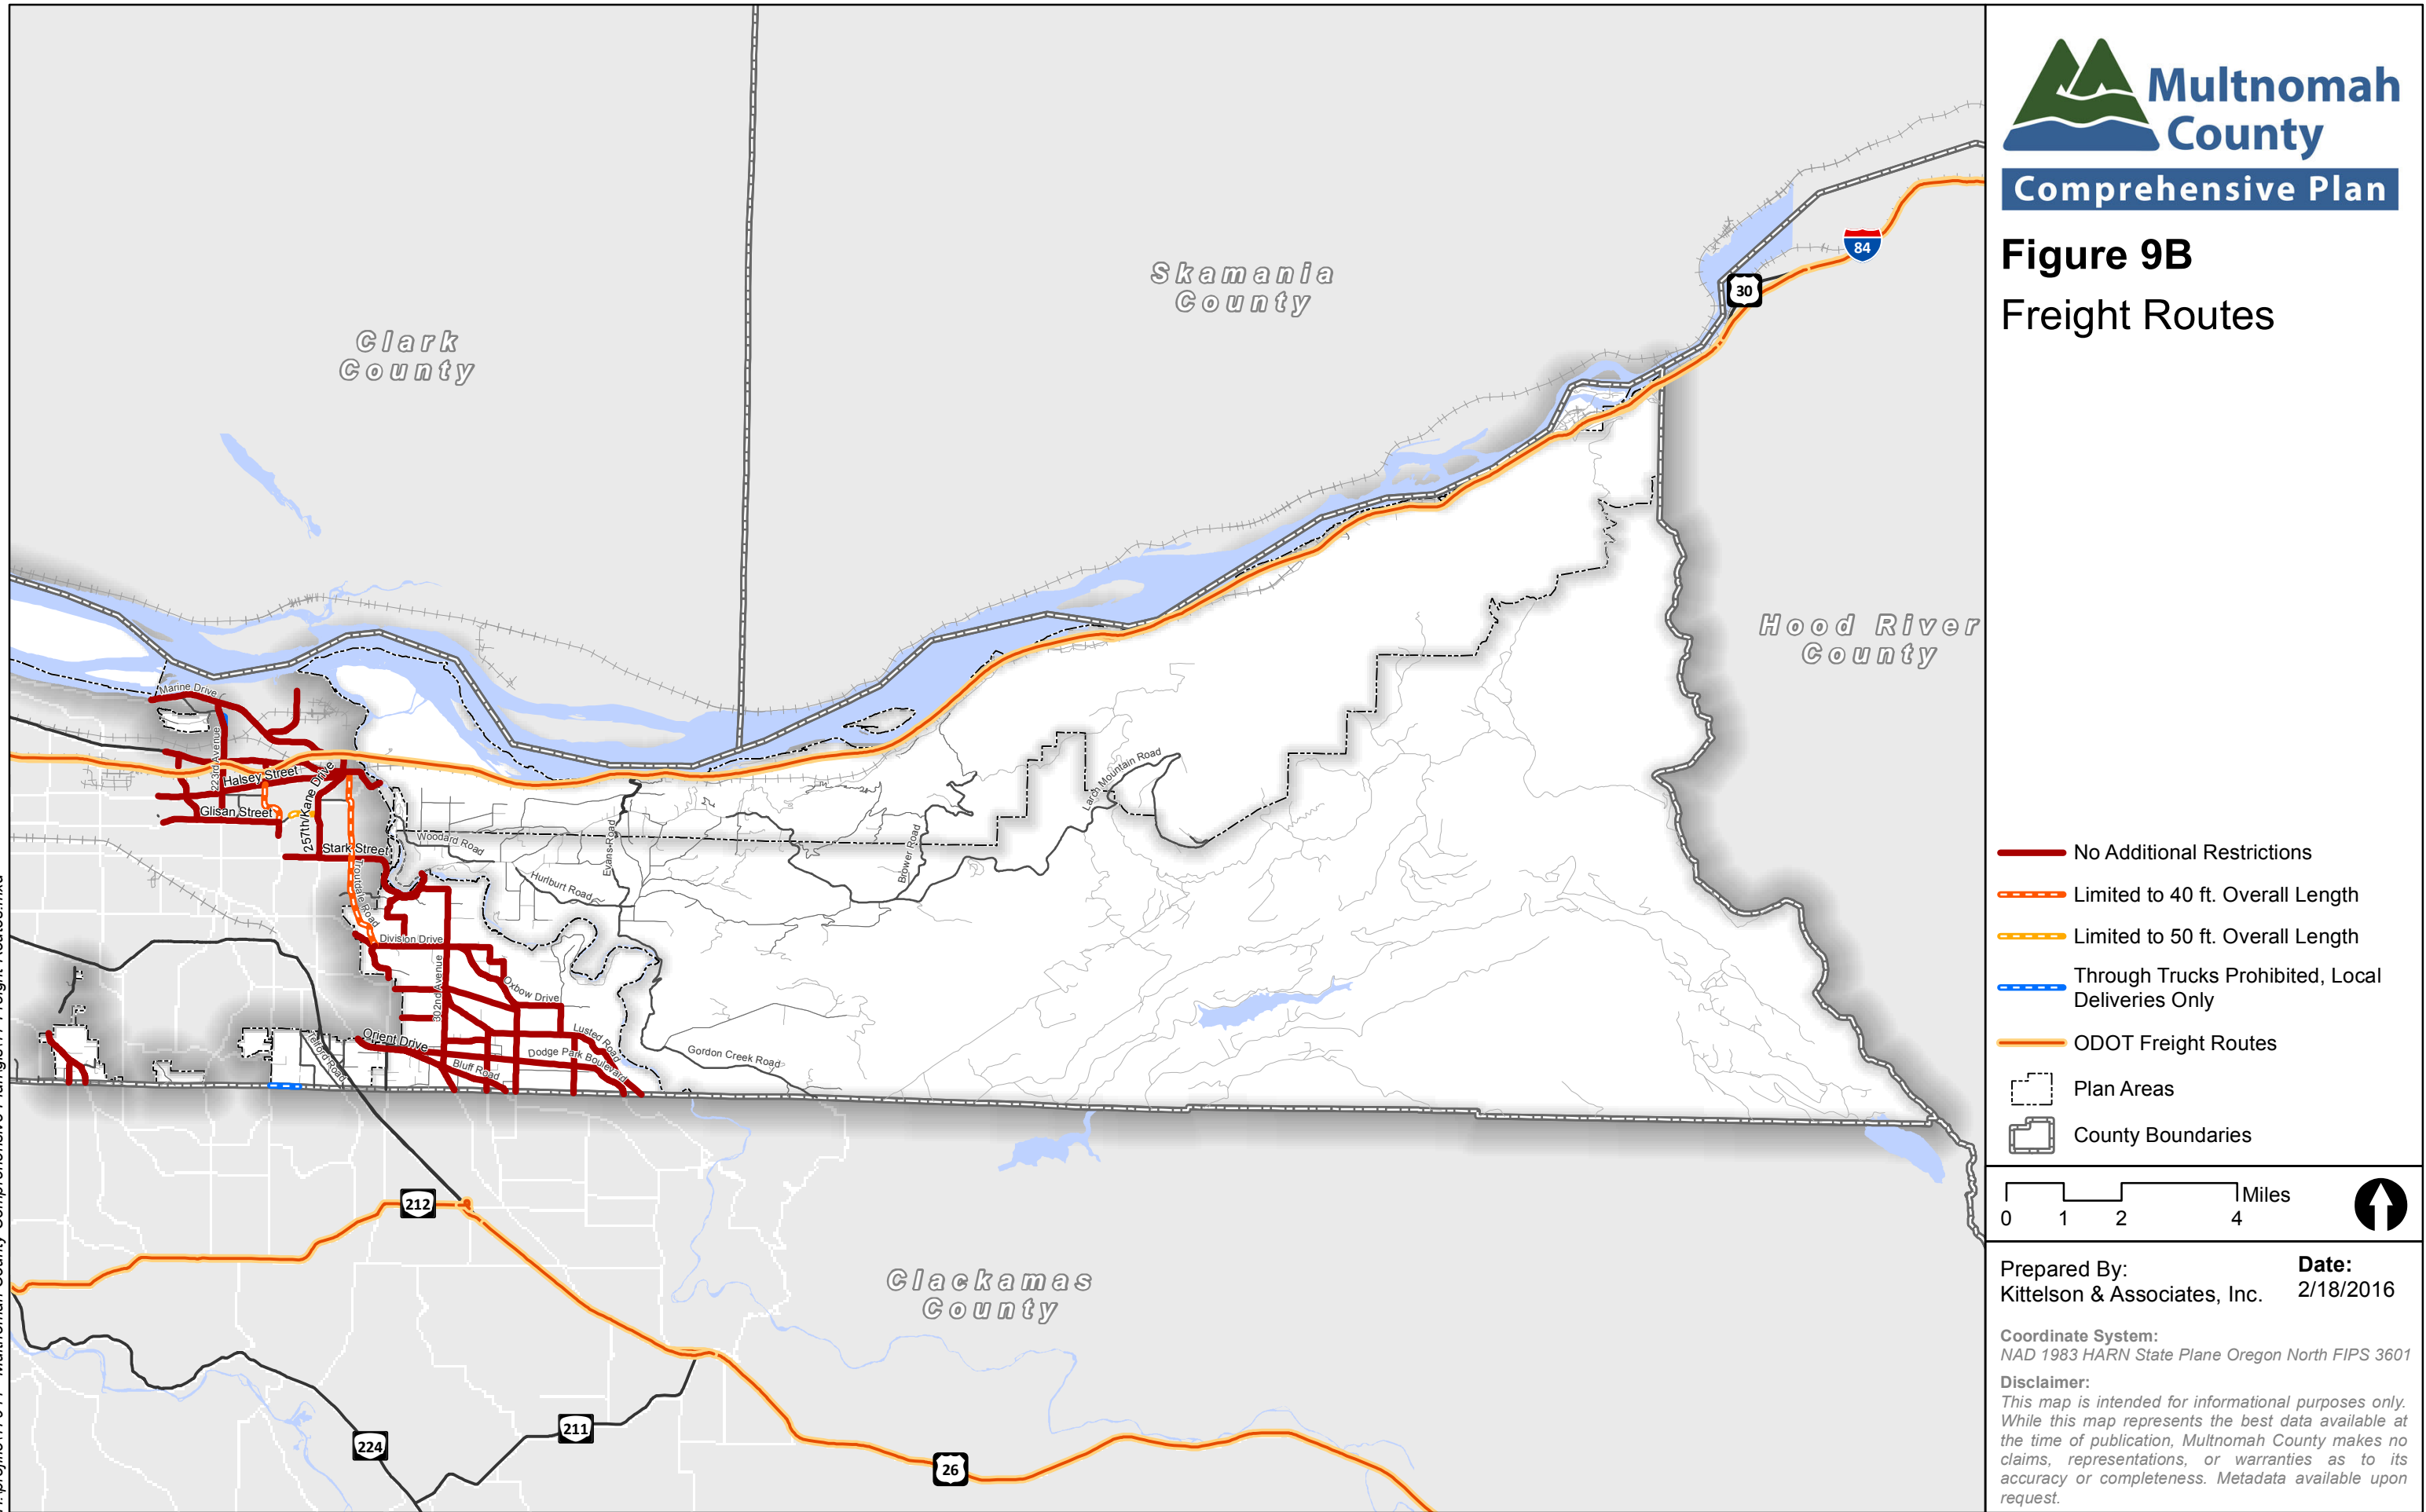 Multnomah
County
Comprehensive Plan
Figure 9B
Freight Routes
84
30
Skamania
County
Clark
County
Hood River
County
Marine Drive
223rd Avenue
Halsey Street
257th/Kane Drive
Glisan Street
Stark Street
Troutdale Road
Woodard Road
Evans Road
Hurlburt Road
Brower Road
Larch Mountain Road
Division Drive
302nd Avenue
Oxbow Drive
Orient Drive
Telford Road
Lusted Road
Dodge Park Boulevard
Bluff Road
Gordon Creek Road
212
Clackamas
County
211
224
26
No Additional Restrictions
Limited to 40 ft. Overall Length
Limited to 50 ft. Overall Length
Through Trucks Prohibited, Local
Deliveries Only
ODOT Freight Routes
Plan Areas
County Boundaries
Miles
0 1 2 4
Prepared By:
Kittelson & Associates, Inc.
Date:
2/18/2016
Coordinate System:
NAD 1983 HARN State Plane Oregon North FIPS 3601
Disclaimer:
This map is intended for informational purposes only.
While this map represents the best data available at
the time of publication, Multnomah County makes no
claims, representations, or warranties as to its
accuracy or completeness. Metadata available upon
request.